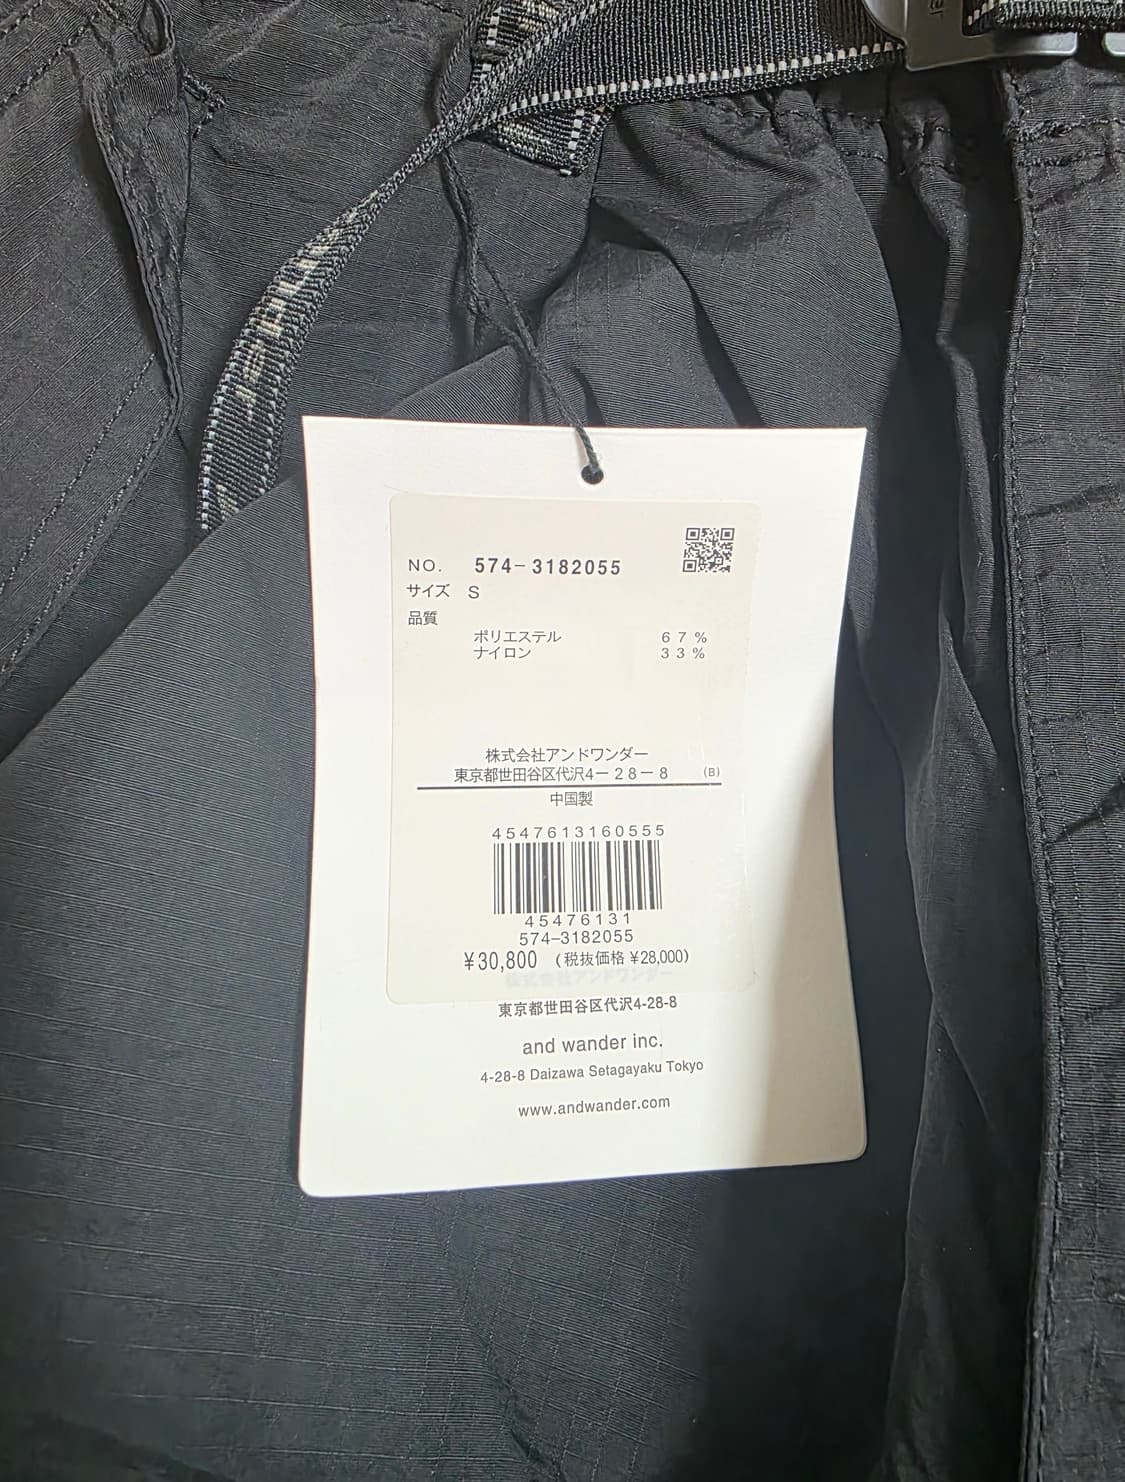 NO. 574-3182055
サイズ S
品質
ポリエステル 67%
ナイロン 33%
株式会社アンドワンダー
東京都世田谷区代沢4-28-8 (B)
中国製
4547613160555
45476131
574-3182055
¥30,800 (税抜価格 ¥28,000)
株式会社アンドワンダー
東京都世田谷区代沢4-28-8
and wander inc.
4-28-8 Daizawa Setagayaku Tokyo
www.andwander.com